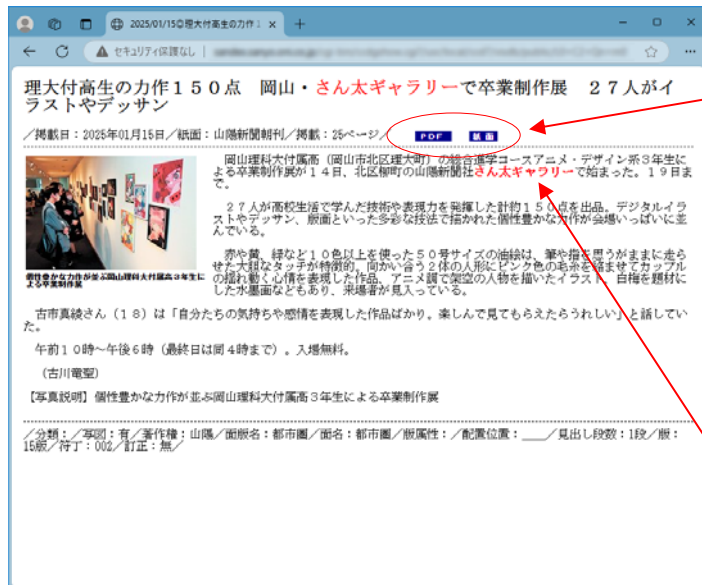 2025/01/15◎理大付高生の力作１
セキュリティ保護なし
理大付高生の力作１５０点　岡山・さん太ギャラリーで卒業制作展　２７人がイ
ラストやデッサン
／掲載日：2025年01月15日／紙面：山陽新聞朝刊／掲載：25ページ／　PDF　紙面
岡山理科大付属高（岡山市北区理大町）の総合進学コースアニメ・デザイン系３年生に
よる卒業制作展が１４日、北区柳町の山陽新聞社さん太ギャラリーで始まった。１９日ま
で。
２７人が高校生活で学んだ技術や表現力を発揮した計約１５０点を出品。デジタルイラ
ストやデッサン、版画といった多彩な技法で描かれた個性豊かな力作が会場いっぱいに並
んでいる。
赤や黄、緑など１０色以上を使った５０号サイズの油絵は、筆や指を思うがままに走ら
せた大胆なタッチが特徴的。向かい合う２体の人形にピンク色の毛糸を絡ませてカップル
の揺れ動く心情を表現した作品、アニメ調で架空の人物を描いたイラスト、白梅を題材に
した水墨画などもあり、来場者が見入っている。
個性豊かな力作が並ぶ岡山理科大付属高３年生に
よる卒業制作展
古市真綾さん（１８）は「自分たちの気持ちや感情を表現した作品ばかり。楽しんで見てもらえたらうれしい」と話してい
た。
午前１０時～午後６時（最終日は同４時まで）。入場無料。
（古川竜聖）
【写真説明】個性豊かな力作が並ぶ岡山理科大付属高３年生による卒業制作展
／分類：／写図：有／著作権：山陽／面版名：都市圏／面名：都市圏／版属性：／配置位置：＿＿／見出し段数：1段／版：
15版／符丁：002／訂正：無／